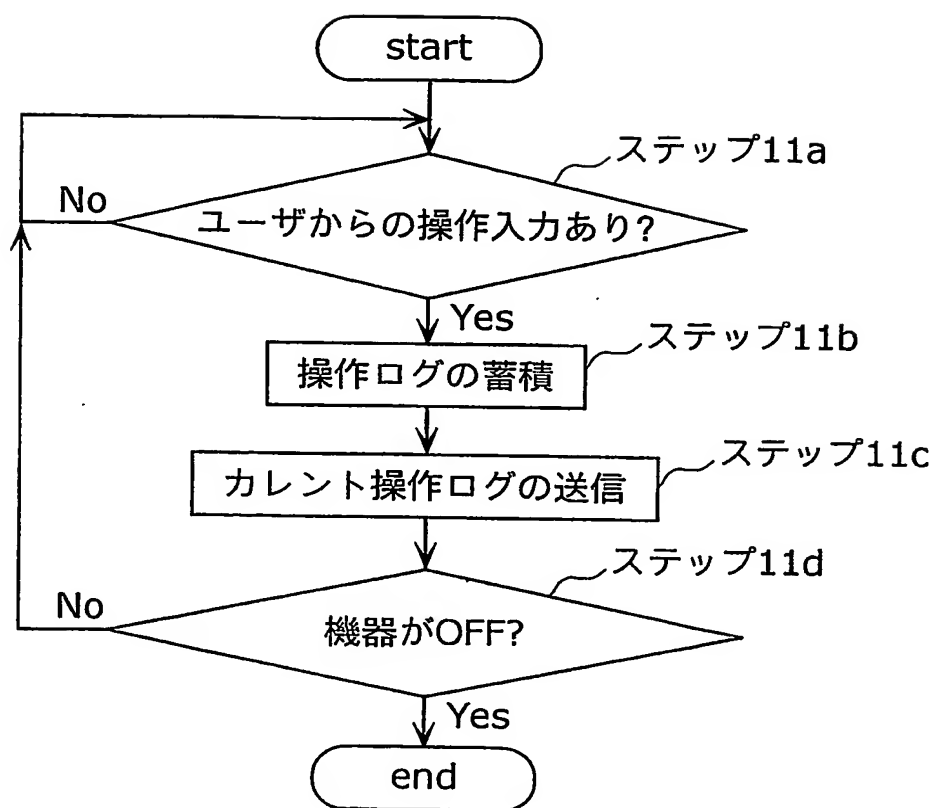 start
ステップ11a
No
ユーザからの操作入力あり?
Yes
ステップ11b
操作ログの蓄積
ステップ11c
カレント操作ログの送信
ステップ11d
No
機器がOFF?
Yes
end